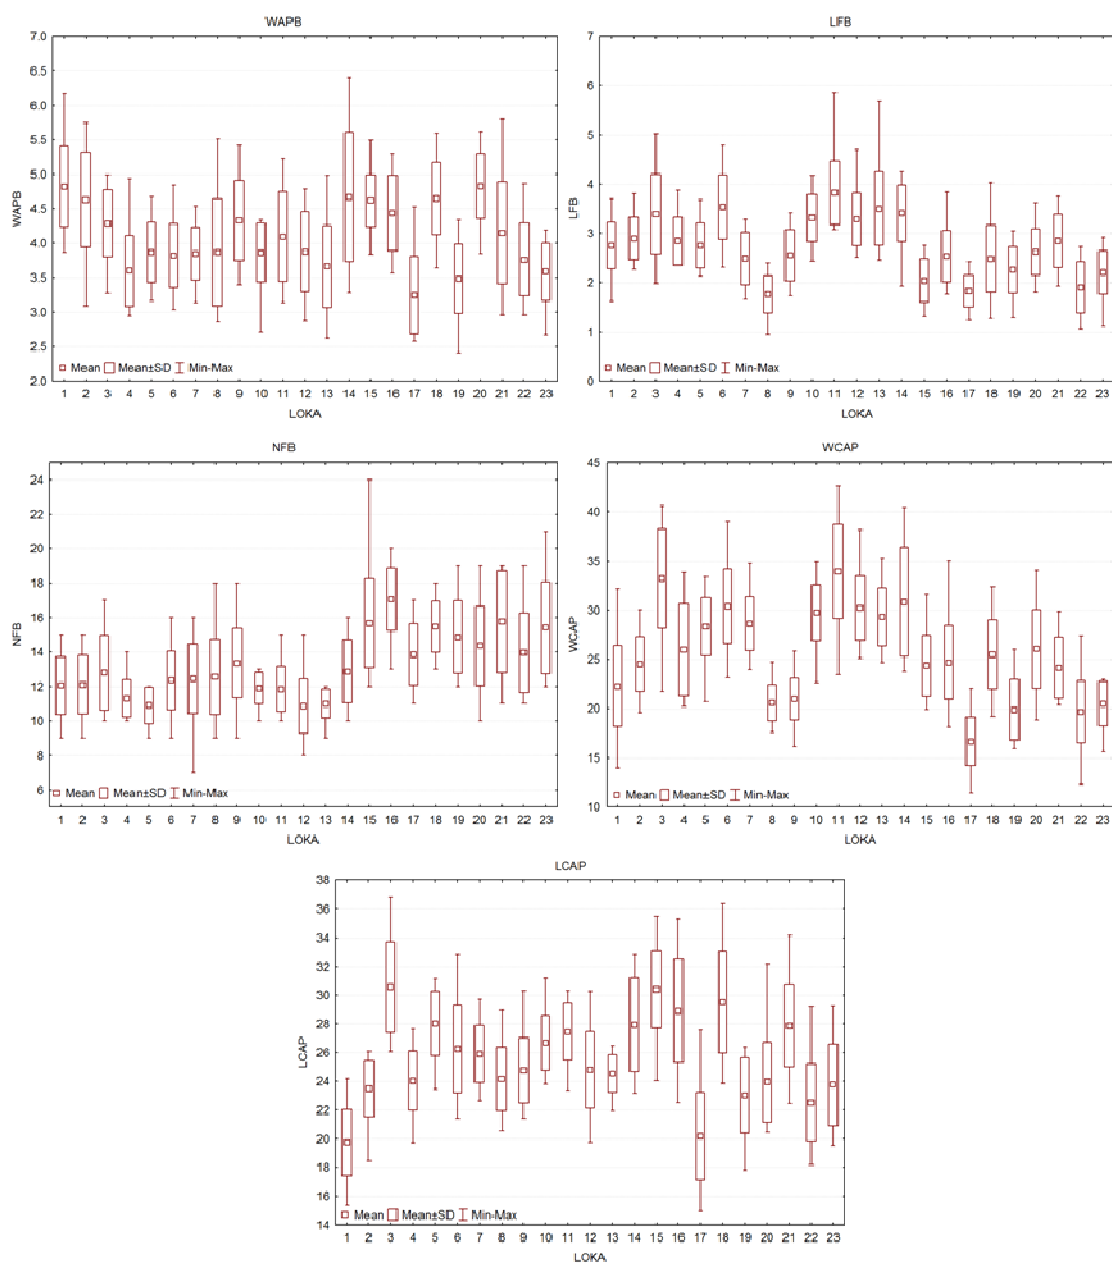 WAPB
WAPB
7.0
6.5
6.0
5.5
5.0
4.5
4.0
3.5
3.0
2.5
2.0
Mean Mean±SD Min-Max
1 2 3 4 5 6 7 8 9 10 11 12 13 14 15 16 17 18 19 20 21 22 23
LOKA
LFB
LFB
7
6
5
4
3
2
1
0
Mean Mean±SD Min-Max
1 2 3 4 5 6 7 8 9 10 11 12 13 14 15 16 17 18 19 20 21 22 23
LOKA
NFB
NFB
24
22
20
18
16
14
12
10
8
6
Mean Mean±SD Min-Max
1 2 3 4 5 6 7 8 9 10 11 12 13 14 15 16 17 18 19 20 21 22 23
LOKA
WCAP
WCAP
45
40
35
30
25
20
15
10
Mean Mean±SD Min-Max
1 2 3 4 5 6 7 8 9 10 11 12 13 14 15 16 17 18 19 20 21 22 23
LOKA
LCAP
LCAP
38
36
34
32
30
28
26
24
22
20
18
16
14
Mean Mean±SD Min-Max
1 2 3 4 5 6 7 8 9 10 11 12 13 14 15 16 17 18 19 20 21 22 23
LOKA